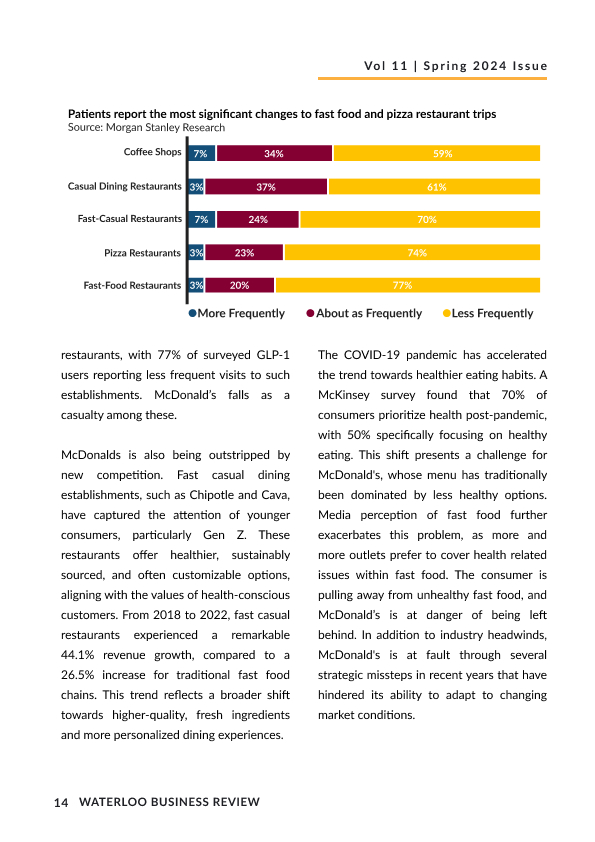 Vol 11 | Spring 2024 Issue
Patients report the most significant changes to fast food and pizza restaurant trips
Source: Morgan Stanley Research
Coffee Shops 7% 34% 59%
Casual Dining Restaurants 3% 37% 61%
Fast-Casual Restaurants 7% 24% 70%
Pizza Restaurants 3% 23% 74%
Fast-Food Restaurants 3% 20% 77%
More Frequently About as Frequently Less Frequently
restaurants, with 77% of surveyed GLP-1
users reporting less frequent visits to such
establishments. McDonald's falls as a
casualty among these.
McDonalds is also being outstripped by
new competition. Fast casual dining
establishments, such as Chipotle and Cava,
have captured the attention of younger
consumers, particularly Gen Z. These
restaurants offer healthier, sustainably
sourced, and often customizable options,
aligning with the values of health-conscious
customers. From 2018 to 2022, fast casual
restaurants experienced a remarkable
44.1% revenue growth, compared to a
26.5% increase for traditional fast food
chains. This trend reflects a broader shift
towards higher-quality, fresh ingredients
and more personalized dining experiences.
The COVID-19 pandemic has accelerated
the trend towards healthier eating habits. A
McKinsey survey found that 70% of
consumers prioritize health post-pandemic,
with 50% specifically focusing on healthy
eating. This shift presents a challenge for
McDonald's, whose menu has traditionally
been dominated by less healthy options.
Media perception of fast food further
exacerbates this problem, as more and
more outlets prefer to cover health related
issues within fast food. The consumer is
pulling away from unhealthy fast food, and
McDonald's is at danger of being left
behind. In addition to industry headwinds,
McDonald's is at fault through several
strategic missteps in recent years that have
hindered its ability to adapt to changing
market conditions.
14 WATERLOO BUSINESS REVIEW